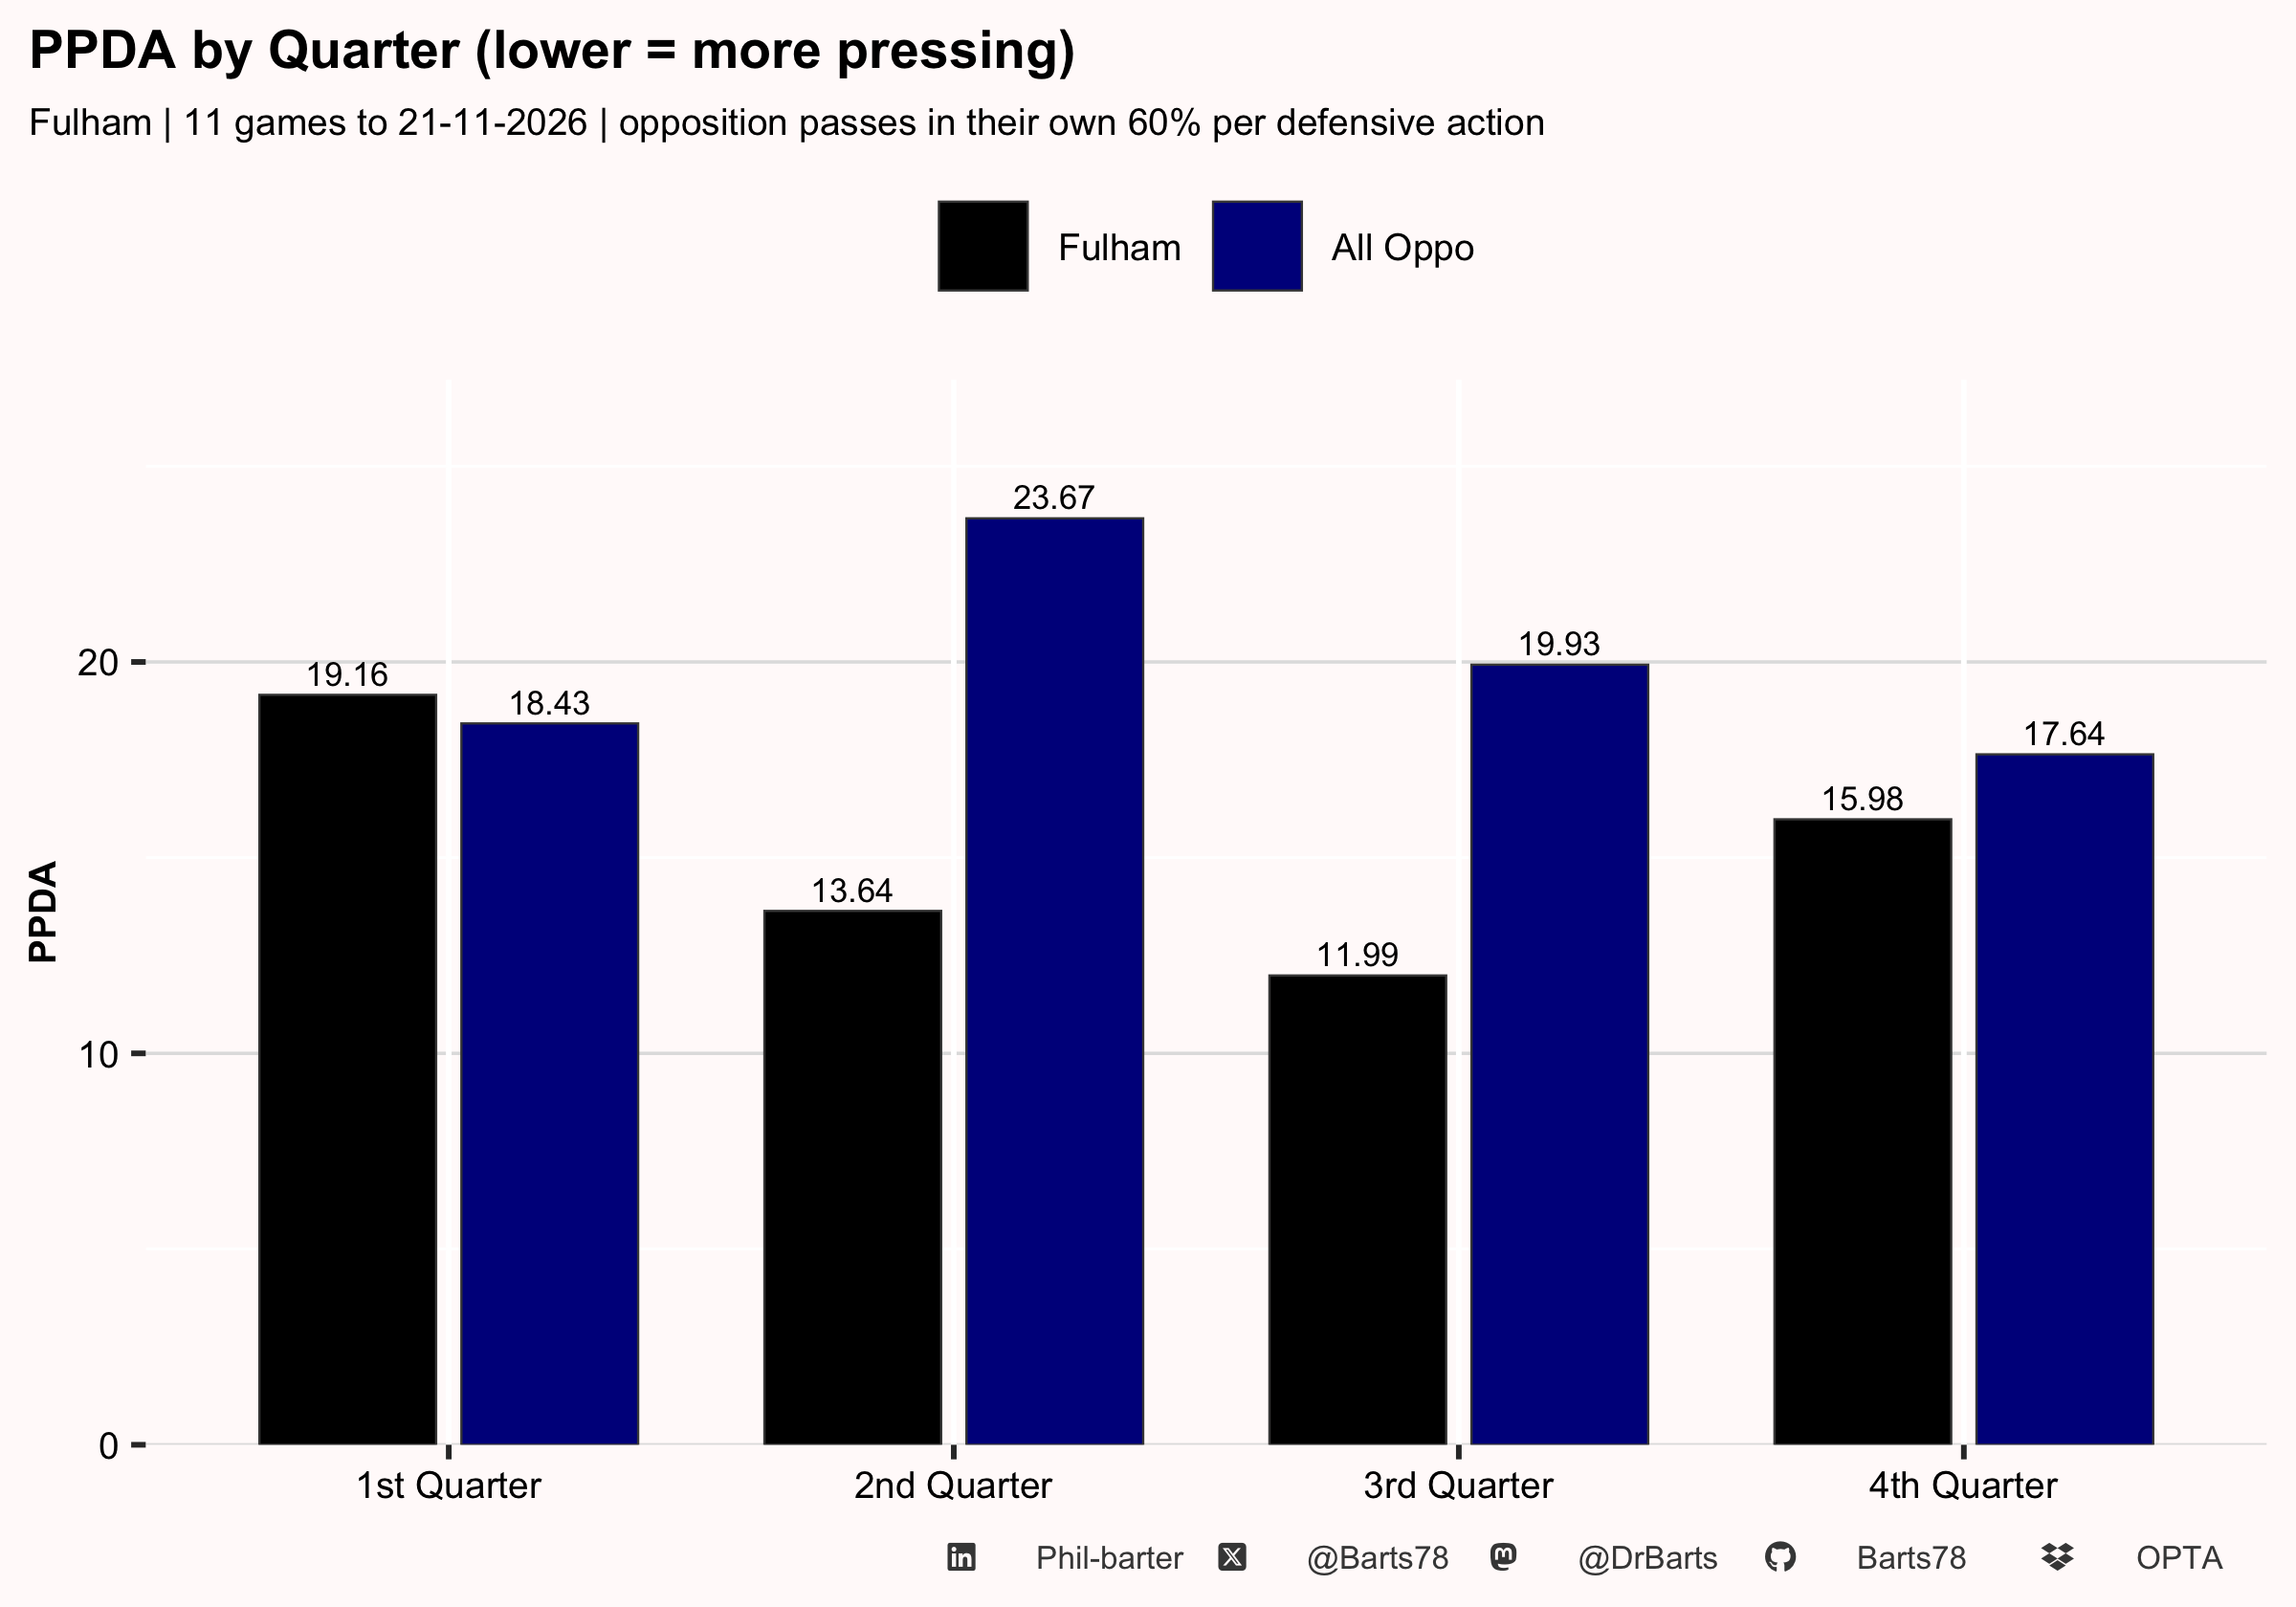 PPDA by Quarter (lower = more pressing)
Fulham | 11 games to 21-11-2026 | opposition passes in their own 60% per defensive action
Fulham All Oppo
23.67
19.93
20
19.16
18.43
17.64
15.98
13.64
11.99
PPDA
10
0
1st Quarter 2nd Quarter 3rd Quarter 4th Quarter
Phil-barter @Barts78 @DrBarts Barts78 OPTA